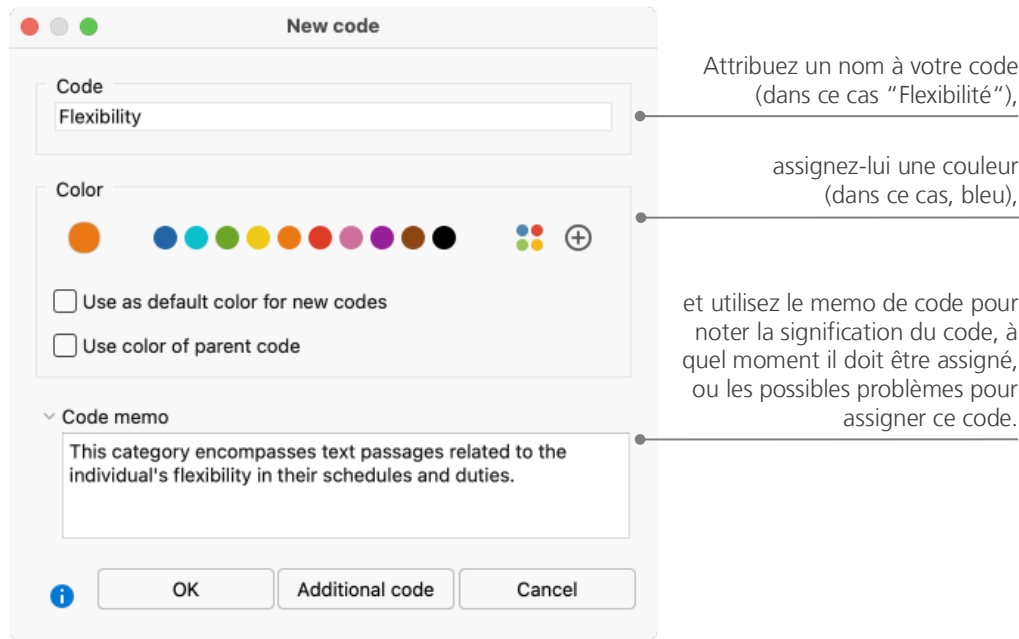 New code
Code
Flexibility
Attribuez un nom à votre code
(dans ce cas “Flexibilité“),
Color
assignez-lui une couleur
(dans ce cas, bleu),
Use as default color for new codes
Use color of parent code
et utilisez le memo de code pour
noter la signification du code, à
quel moment il doit être assigné,
ou les possibles problèmes pour
assigner ce code.
Code memo
This category encompasses text passages related to the
individual's flexibility in their schedules and duties.
OK
Additional code
Cancel